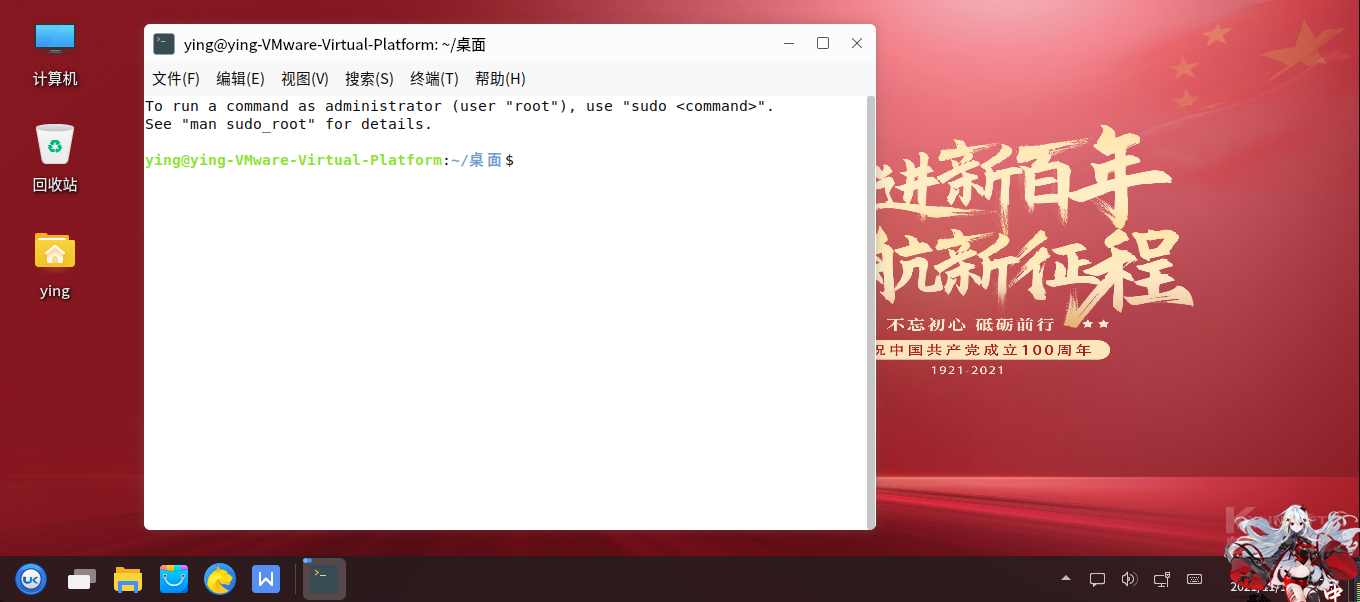 计算机
回收站
ying
ying@ying-VMware-Virtual-Platform: ~/桌面
文件(F) 编辑(E) 视图(V) 搜索(S) 终端(T) 帮助(H)
To run a command as administrator (user "root"), use "sudo <command>".
See "man sudo_root" for details.
ying@ying-VMware-Virtual-Platform:~/桌面$
进新百年
航新征程
不忘初心 砥砺前行
祝中国共产党成立100周年
1921-2021
UK
W
中